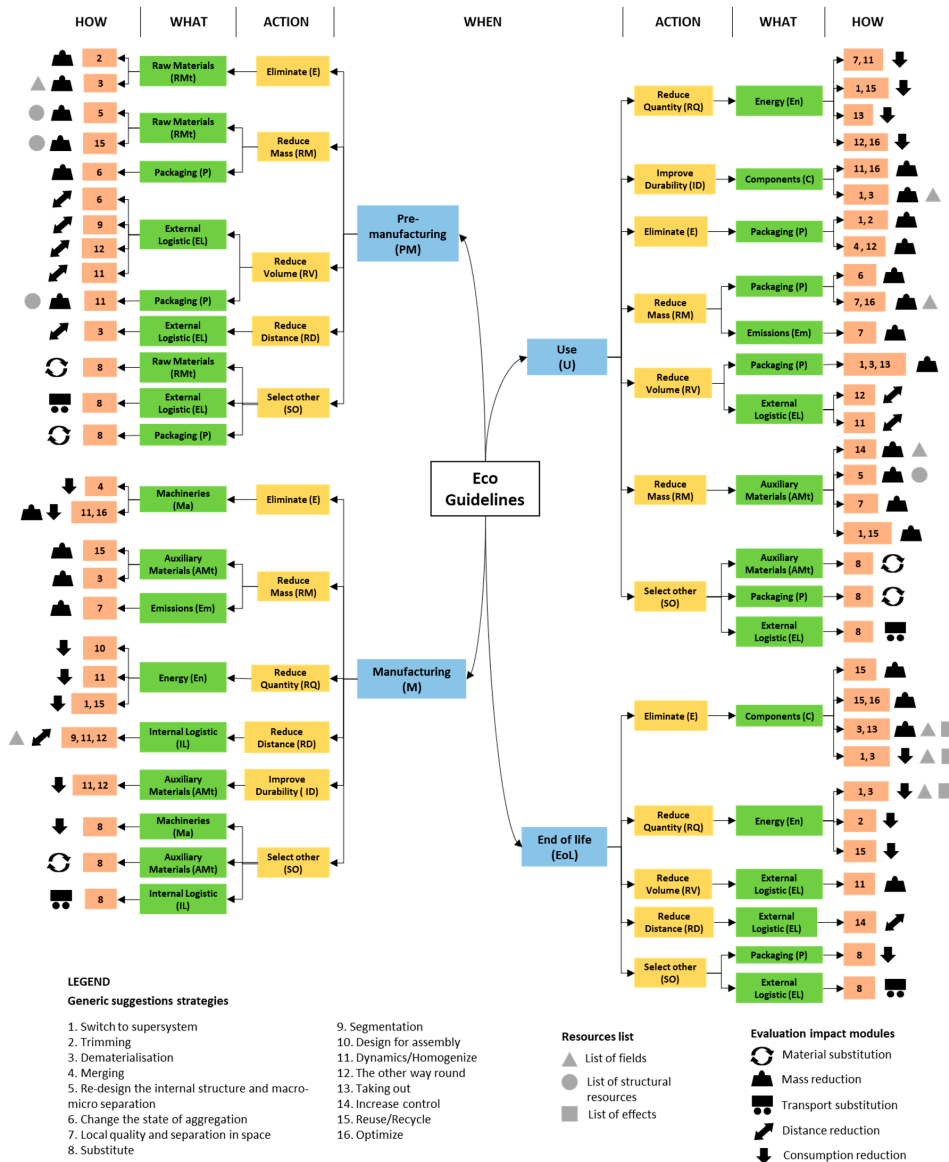 HOW WHAT ACTION WHEN ACTION WHAT HOW
2
Raw Materials
(RMt)
Eliminate (E)
3
5
Raw Materials
(RMt)
15
Reduce
Mass (RM)
6
Packaging (P)
6
9
External
Logistic (EL)
12
11
Reduce
Volume (RV)
11
Packaging (P)
3
External
Logistic (EL)
Reduce
Distance (RD)
8
Raw Materials
(RMt)
8
External
Logistic (EL)
Select other
(SO)
8
Packaging (P)
Pre-
manufacturing
(PM)
4
Machineries
(Ma)
Eliminate (E)
11, 16
15
Auxiliary
Materials (AMt)
3
Reduce
Mass (RM)
7
Emissions (Em)
10
11
Energy (En)
Reduce
Quantity (RQ)
1, 15
9, 11, 12
Internal Logistic
(IL)
Reduce
Distance (RD)
11, 12
Auxiliary
Materials (AMt)
Improve
Durability ( ID)
8
Machineries
(Ma)
8
Auxiliary
Materials (AMt)
Select other
(SO)
8
Internal Logistic
(IL)
Manufacturing
(M)
Eco
Guidelines
Use
(U)
Reduce
Quantity (RQ)
Energy (En)
7, 11
1, 15
13
12, 16
Improve
Durability (ID)
Components (C)
11, 16
1, 3
Eliminate (E)
Packaging (P)
1, 2
4, 12
Reduce
Mass (RM)
Packaging (P)
6
7, 16
Emissions (Em)
7
Reduce
Volume (RV)
Packaging (P)
1, 3, 13
External
Logistic (EL)
12
11
Reduce
Mass (RM)
Auxiliary
Materials (AMt)
14
5
7
1, 15
Select other
(SO)
Auxiliary
Materials (AMt)
8
Packaging (P)
8
External
Logistic (EL)
8
End of life
(EoL)
Eliminate (E)
Components (C)
15
15, 16
3, 13
1, 3
Reduce
Quantity (RQ)
Energy (En)
1, 3
2
15
Reduce
Volume (RV)
External
Logistic (EL)
11
Reduce
Distance (RD)
External
Logistic (EL)
14
Select other
(SO)
Packaging (P)
8
External
Logistic (EL)
8
LEGEND
Generic suggestions strategies
1. Switch to supersystem
2. Trimming
3. Dematerialisation
4. Merging
5. Re-design the internal structure and macro-
micro separation
6. Change the state of aggregation
7. Local quality and separation in space
8. Substitute
9. Segmentation
10. Design for assembly
11. Dynamics/Homogenize
12. The other way round
13. Taking out
14. Increase control
15. Reuse/Recycle
16. Optimize
Resources list
List of fields
List of structural
resources
List of effects
Evaluation impact modules
Material substitution
Mass reduction
Transport substitution
Distance reduction
Consumption reduction